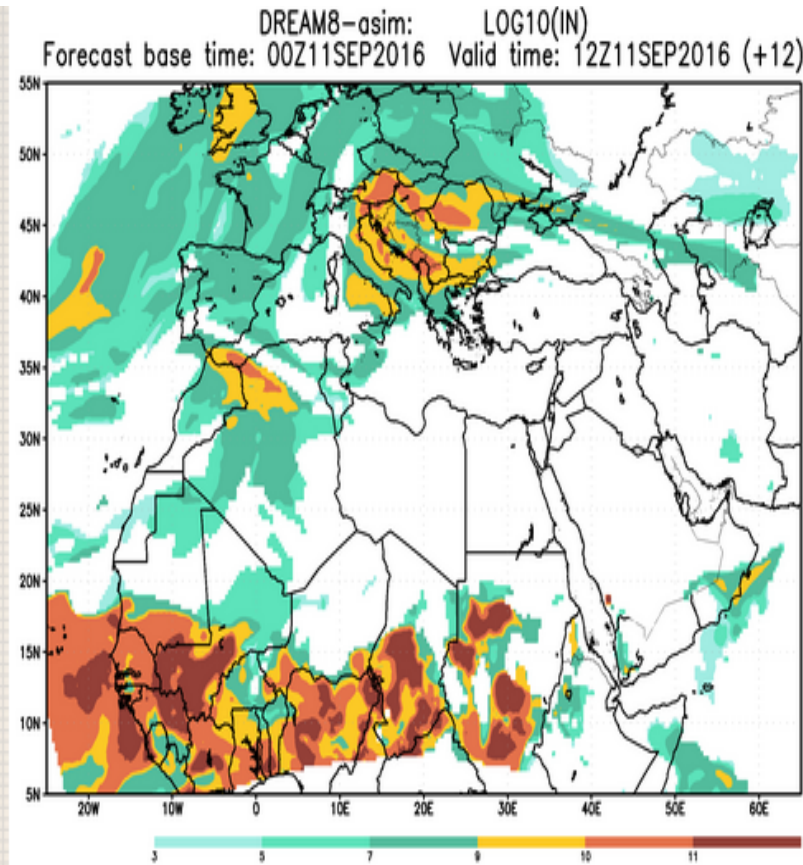 DREAM8-asim: LOG10(IN)
Forecast base time: 00Z11SEP2016 Valid time: 12Z11SEP2016 (+12)
55N
50N
45N
40N
35N
30N
25N
20N
15N
10N
5N
20W 10W 0 10E 20E 30E 40E 50E 60E
3 5 7 9 10 11